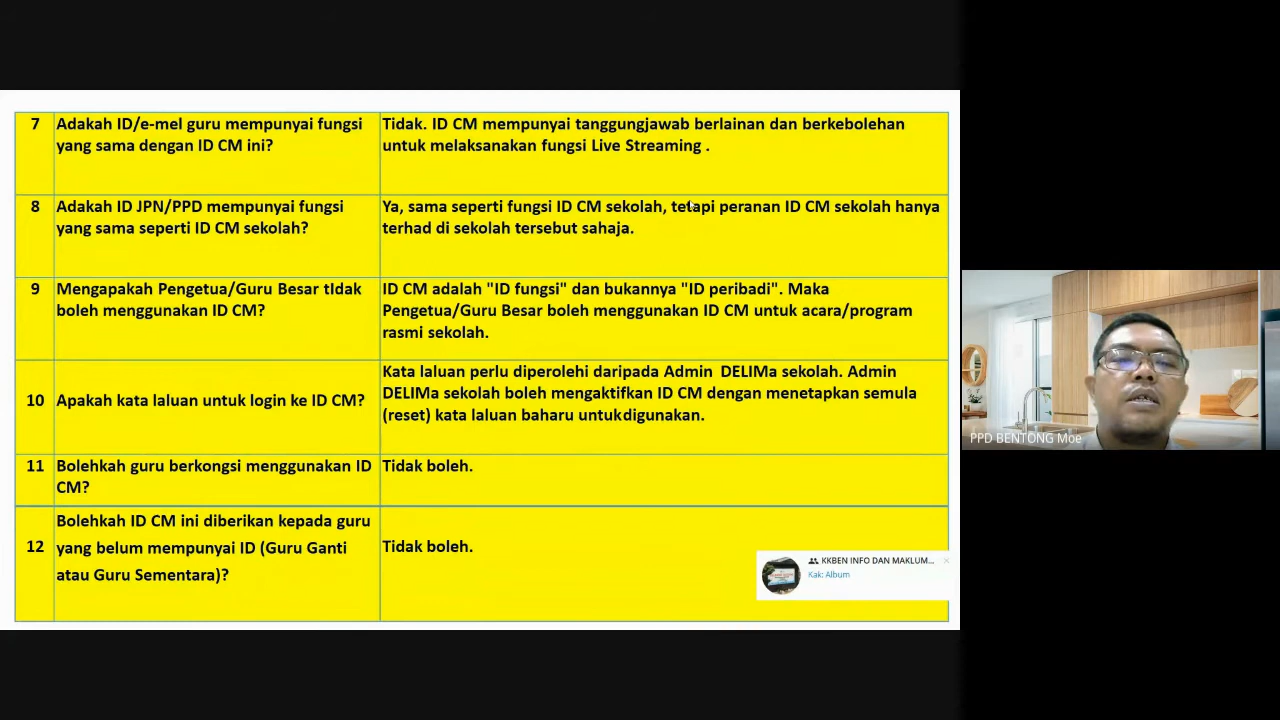 7
Adakah ID/e-mel guru mempunyai fungsi
yang sama dengan ID CM ini?
Tidak. ID CM mempunyai tanggungjawab berlainan dan berkebolehan
untuk melaksanakan fungsi Live Streaming .
8
Adakah ID JPN/PPD mempunyai fungsi
yang sama seperti ID CM sekolah?
Ya, sama seperti fungsi ID CM sekolah, tetapi peranan ID CM sekolah hanya
terhad di sekolah tersebut sahaja.
9
Mengapakah Pengetua/Guru Besar tIdak
boleh menggunakan ID CM?
ID CM adalah "ID fungsi" dan bukannya "ID peribadi". Maka
Pengetua/Guru Besar boleh menggunakan ID CM untuk acara/program
rasmi sekolah.
10
Apakah kata laluan untuk login ke ID CM?
Kata laluan perlu diperolehi daripada Admin DELIMa sekolah. Admin
DELIMa sekolah boleh mengaktifkan ID CM dengan menetapkan semula
(reset) kata laluan baharu untukdigunakan.
11
Bolehkah guru berkongsi menggunakan ID
CM?
Tidak boleh.
12
Bolehkah ID CM ini diberikan kepada guru
yang belum mempunyai ID (Guru Ganti
atau Guru Sementara)?
Tidak boleh.
KKBEN INFO DAN MAKLUM...
Kak: Album
PPD BENTONG Moe